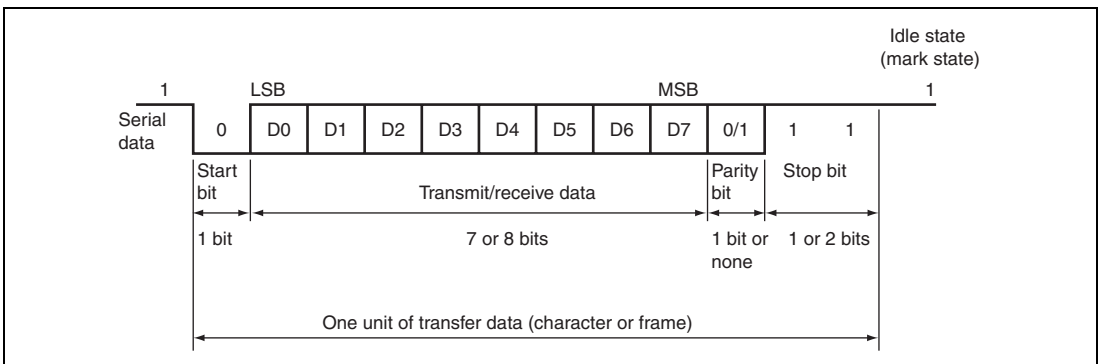 Idle state
(mark state)
1 LSB MSB 1
Serial
data
0 D0 D1 D2 D3 D4 D5 D6 D7 0/1 1 1
Start
bit
Transmit/receive data
Parity
bit
Stop bit
1 bit 7 or 8 bits 1 bit or
none
1 or 2 bits
One unit of transfer data (character or frame)